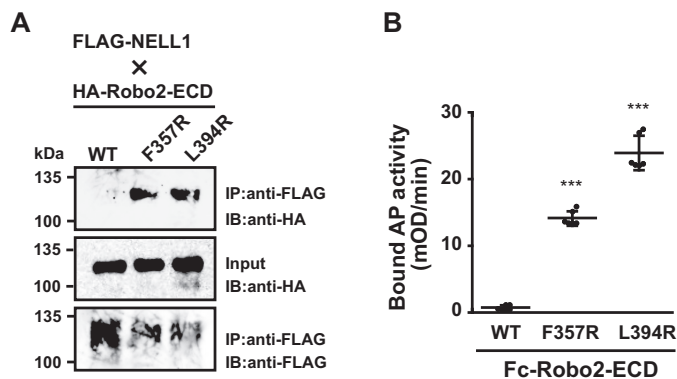 A
FLAG-NELL1
×
HA-Robo2-ECD
kDa WT F357R L394R
135
100
IP:anti-FLAG
IB:anti-HA
135
100
Input
IB:anti-HA
135
100
IP:anti-FLAG
IB:anti-FLAG
B
Bound AP activity
(mOD/min)
30
20
10
0
***
***
WT F357R L394R
Fc-Robo2-ECD